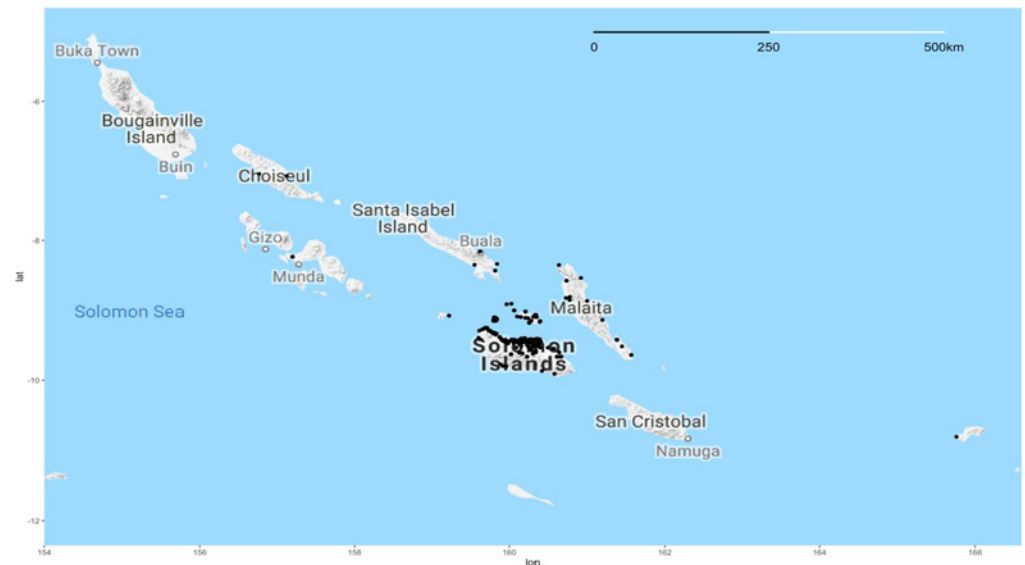 0
250
500km
Buka Town
-6
Bougainville
Island
Buin
Choiseul
Santa Isabel
Island
-8
Gizo
Buala
Munda
lat
Solomon Sea
Malaita
Solomon
Islands
-10
San Cristobal
Namuga
-12
154
156
158
160
162
164
166
lon